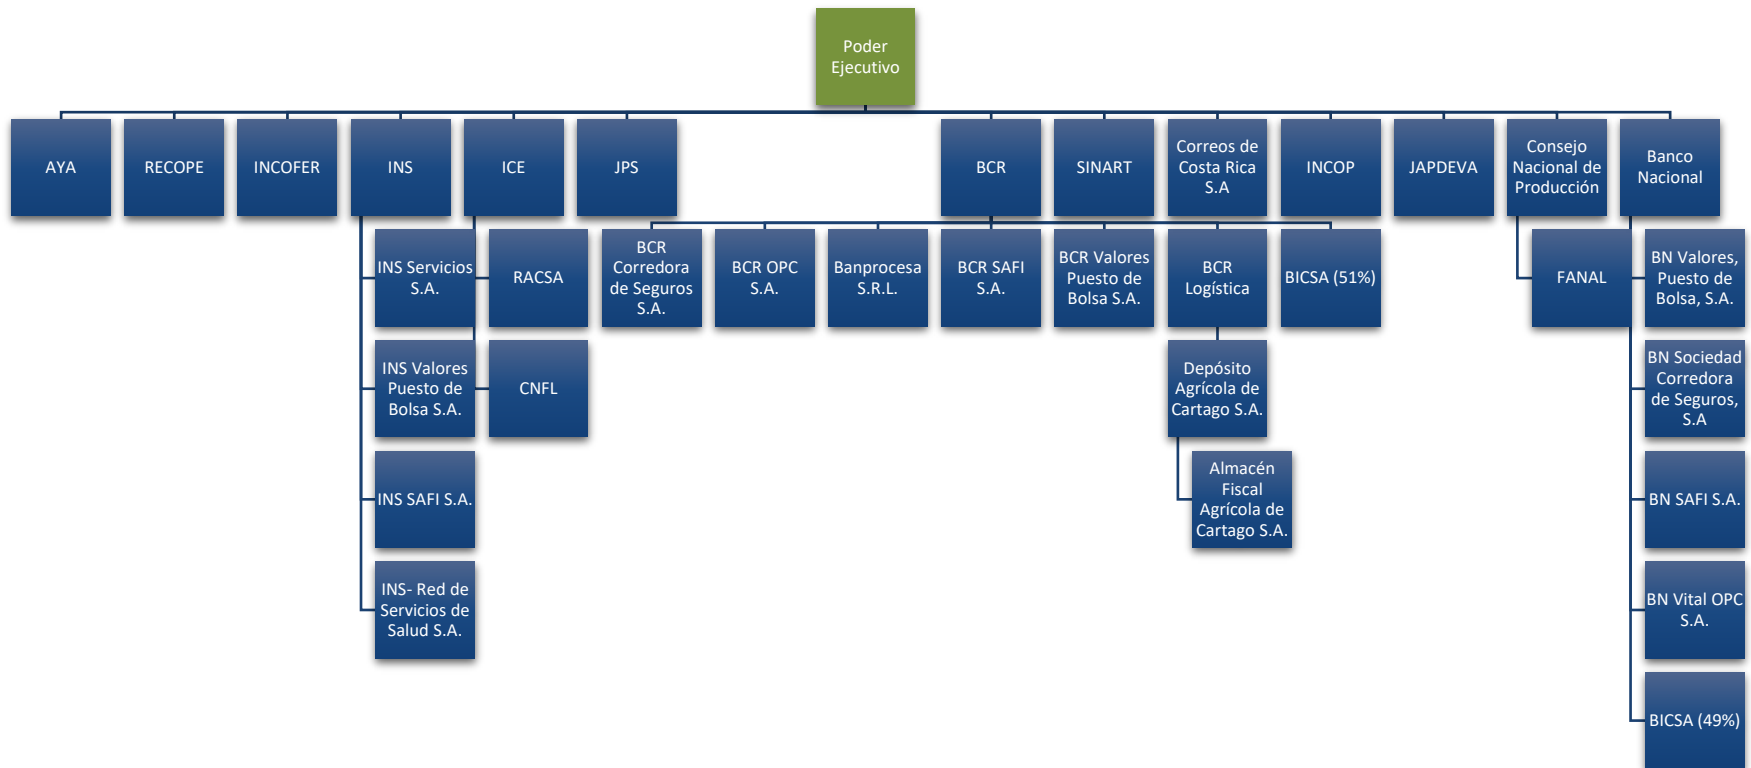 Poder
Ejecutivo
AYA
RECOPE
INCOFER
INS
ICE
JPS
BCR
SINART
Correos de
Costa Rica
S.A
INCOP
JAPDEVA
Consejo
Nacional de
Producción
Banco
Nacional
INS Servicios
S.A.
RACSA
BCR
Corredora
de Seguros
S.A.
BCR OPC
S.A.
Banprocesa
S.R.L.
BCR SAFI
S.A.
BCR Valores
Puesto de
Bolsa S.A.
BCR
Logística
BICSA (51%)
FANAL
BN Valores,
Puesto de
Bolsa, S.A.
INS Valores
Puesto de
Bolsa S.A.
CNFL
Depósito
Agrícola de
Cartago S.A.
BN Sociedad
Corredora
de Seguros,
S.A
INS SAFI S.A.
Almacén
Fiscal
Agrícola de
Cartago S.A.
BN SAFI S.A.
INS- Red de
Servicios de
Salud S.A.
BN Vital OPC
S.A.
BICSA (49%)